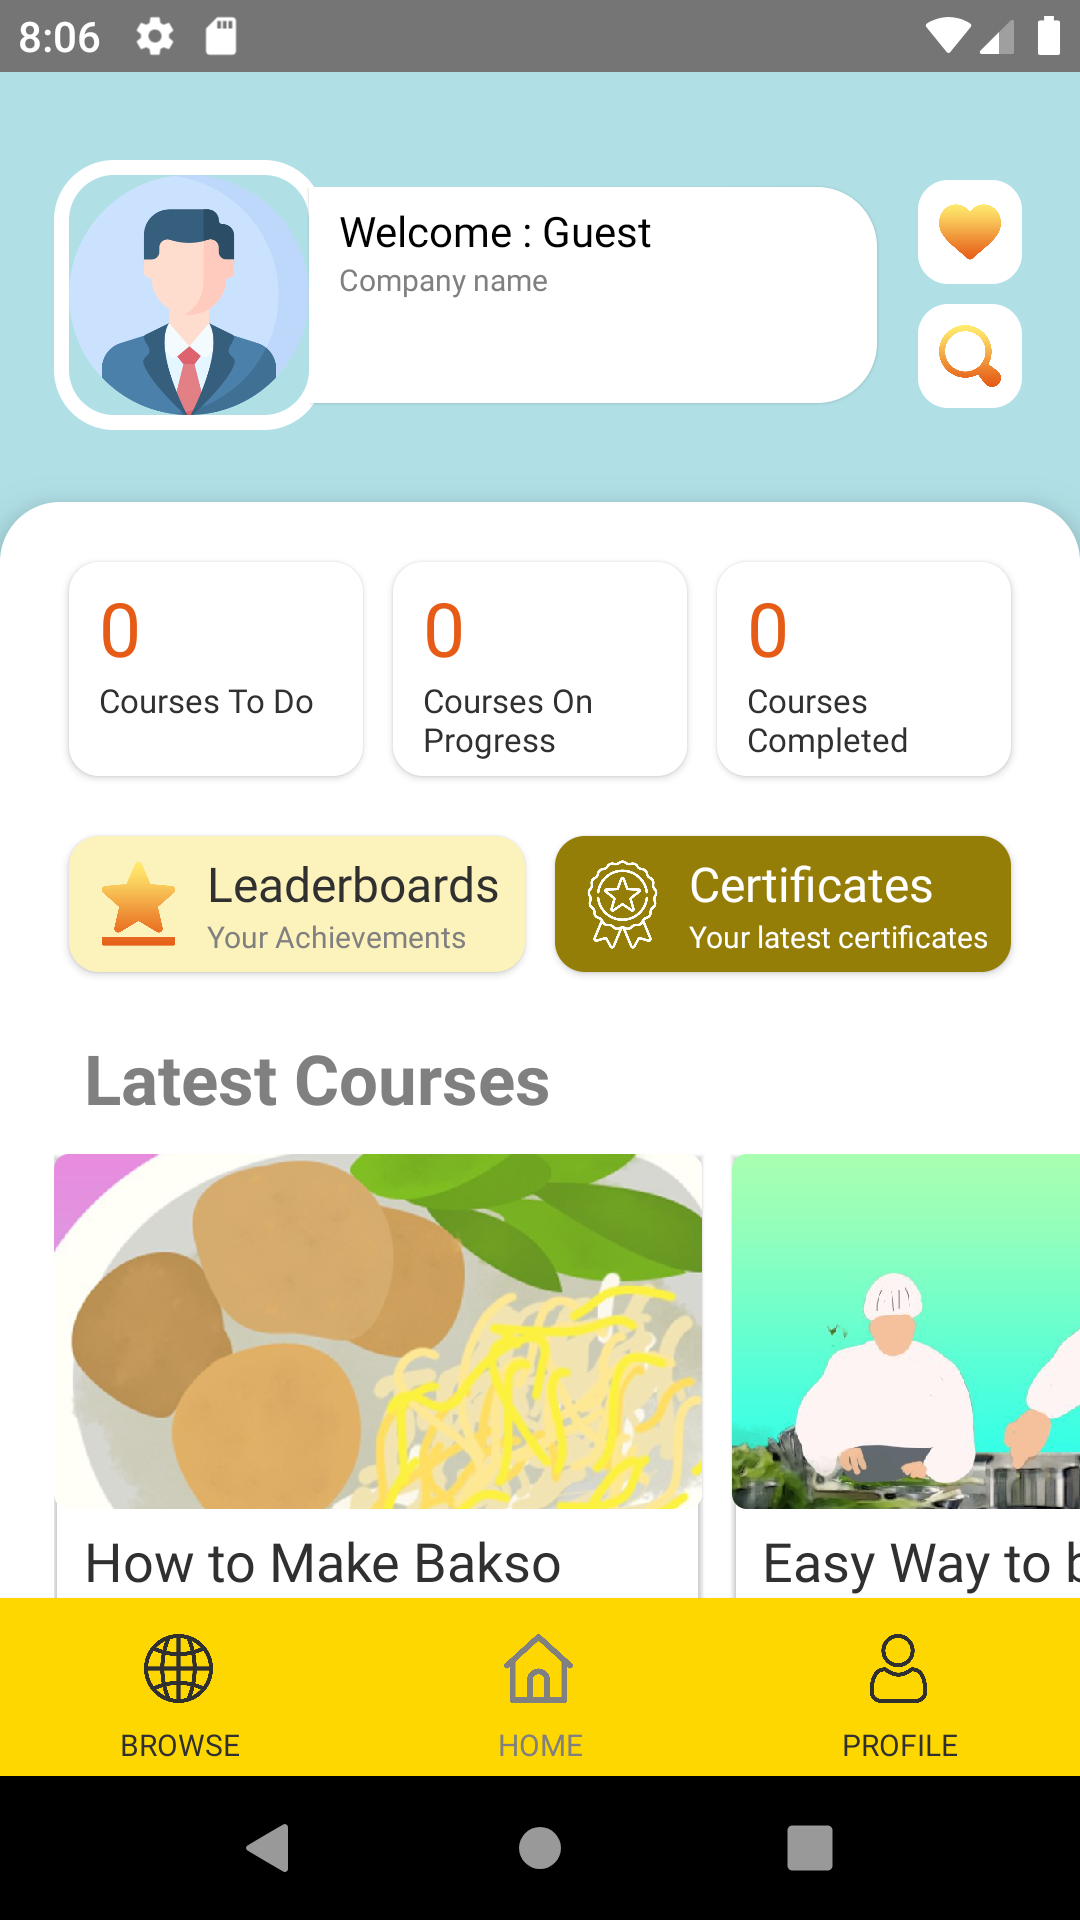 8:06
Welcome : Guest
Company name
0
Courses To Do
0
Courses On
Progress
0
Courses
Completed
Leaderboards
Your Achievements
Certificates
Your latest certificates
Latest Courses
How to Make Bakso
Easy Way to b
BROWSE
HOME
PROFILE